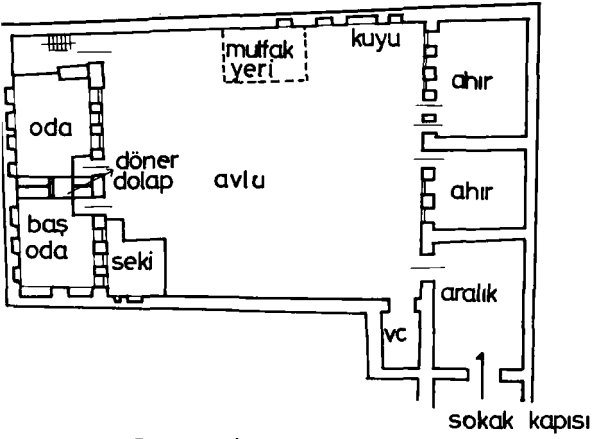 mutfak
yeri
kuyu
ahır
oda
döner
dolap
avlu
ahır
baş
oda
seki
aralık
vc
sokak kapısı